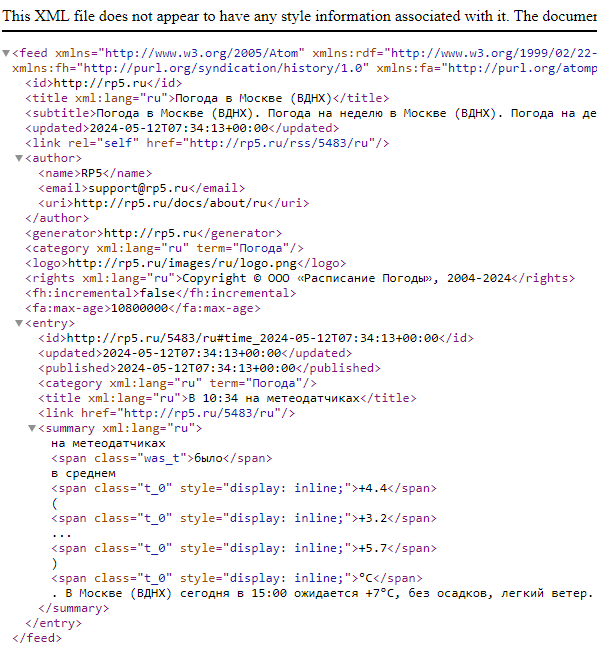 This XML file does not appear to have any style information associated with it. The documen
▼<feed xmlns="http://www.w3.org/2005/Atom" xmlns:rdf="http://www.w3.org/1999/02/22-
xmlns:fh="http://purl.org/syndication/history/1.0" xmlns:fa="http://purl.org/atomp
<id>http://rp5.ru</id>
<title xml:lang="ru">Погода в Москве (ВДНХ)</title>
<subtitle>Погода в Москве (ВДНХ). Погода на неделю в Москве (ВДНХ). Погода на де
<updated>2024-05-12T07:34:13+00:00</updated>
<link rel="self" href="http://rp5.ru/rss/5483/ru"/>
▼<author>
<name>RP5</name>
<email>support@rp5.ru</email>
<uri>http://rp5.ru/docs/about/ru</uri>
</author>
<generator>http://rp5.ru</generator>
<category xml:lang="ru" term="Погода"/>
<logo>http://rp5.ru/images/ru/logo.png</logo>
<rights xml:lang="ru">Copyright © ООО «Расписание Погоды», 2004-2024</rights>
<fh:incremental>false</fh:incremental>
<fa:max-age>10800000</fa:max-age>
▼<entry>
<id>http://rp5.ru/5483/ru#time_2024-05-12T07:34:13+00:00</id>
<updated>2024-05-12T07:34:13+00:00</updated>
<published>2024-05-12T07:34:13+00:00</published>
<category xml:lang="ru" term="Погода"/>
<title xml:lang="ru">В 10:34 на метеодатчиках</title>
<link href="http://rp5.ru/5483/ru"/>
▼<summary xml:lang="ru">
на метеодатчиках
<span class="was_t">было</span>
в среднем
<span class="t_0" style="display: inline;">+4.4</span>
(
<span class="t_0" style="display: inline;">+3.2</span>
...
<span class="t_0" style="display: inline;">+5.7</span>
)
<span class="t_0" style="display: inline;">°C</span>
. В Москве (ВДНХ) сегодня в 15:00 ожидается +7°C, без осадков, легкий ветер.
</summary>
</entry>
</feed>